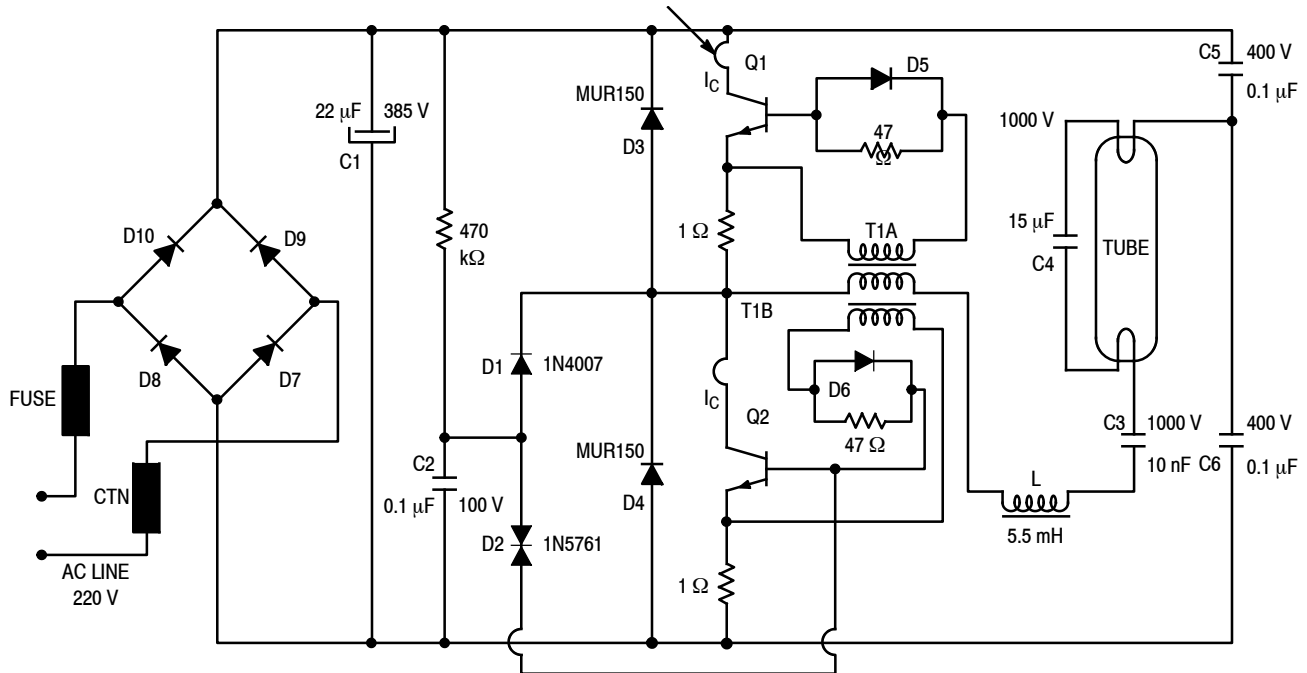 C5
400 V
0.1 μF
Q1
I_C
D5
47
Ω
MUR150
D3
22 μF
385 V
C1
1000 V
D10
D9
470
kΩ
1 Ω
T1A
15 μF
C4
TUBE
T1B
D8
D7
FUSE
D1
1N4007
D6
I_C
Q2
47 Ω
C3
1000 V
10 nF
400 V
C6
0.1 μF
MUR150
D4
C2
0.1 μF
100 V
CTN
L
5.5 mH
D2
1N5761
1 Ω
AC LINE
220 V